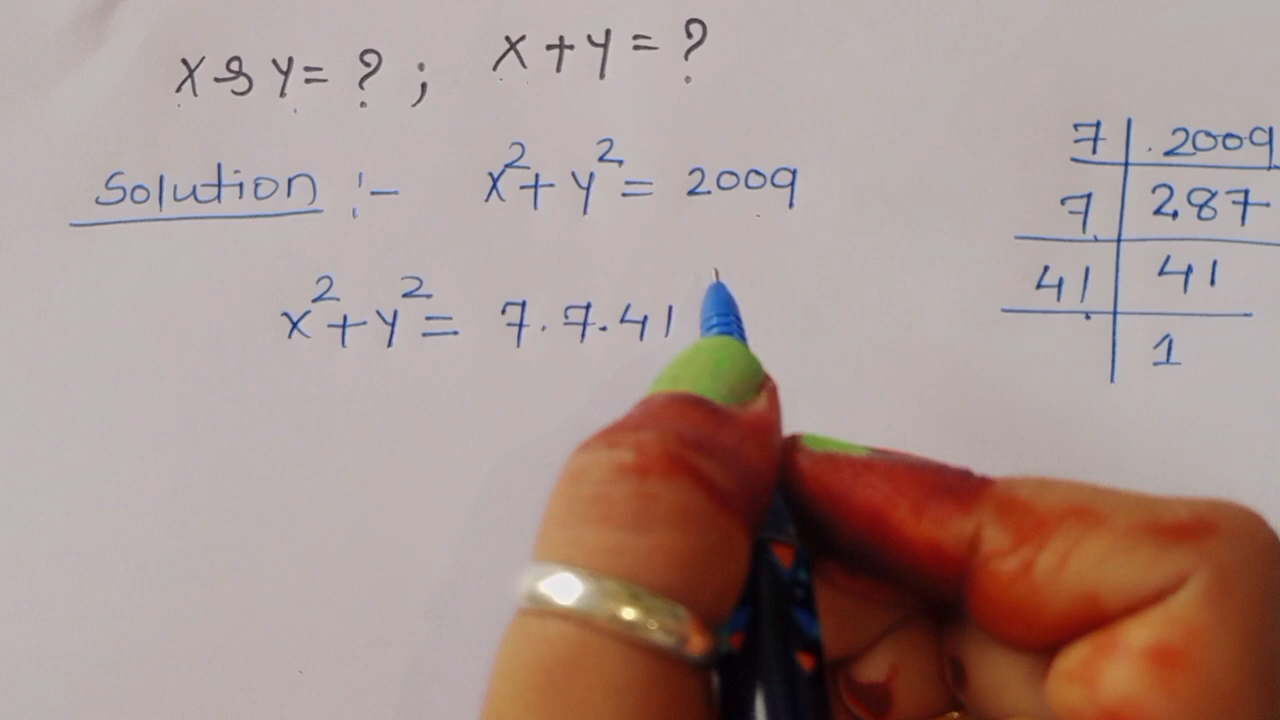 x & y = ? ; x + y = ?
Solution :- x² + y² = 2009
x² + y² = 7.7.41
7 | 2009
7 | 287
41 | 41
1